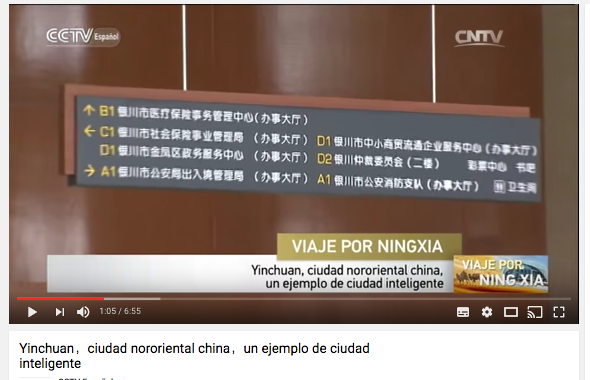 CCTV Español
CNTV
↑ B1 银川市医疗保险事务管理中心(办事大厅)
← C1 银川市社会保险事业管理局 (办事大厅) D1 银川市中小商贸流通企业服务中心(办事大厅)
D1 银川市金凤区政务服务中心 (办事大厅) D2 银川仲裁委员会(二楼) 彩票中心 书吧
→ A1 银川市公安局出入境管理局 (办事大厅) A1 银川市公安消防支队(办事大厅) 卫生间
VIAJE POR NINGXIA
Yinchuan, ciudad nororiental china,
un ejemplo de ciudad inteligente
VIAJE POR
NING XIA
1:05 / 6:55
Yinchuan，ciudad nororiental china，un ejemplo de ciudad
inteligente